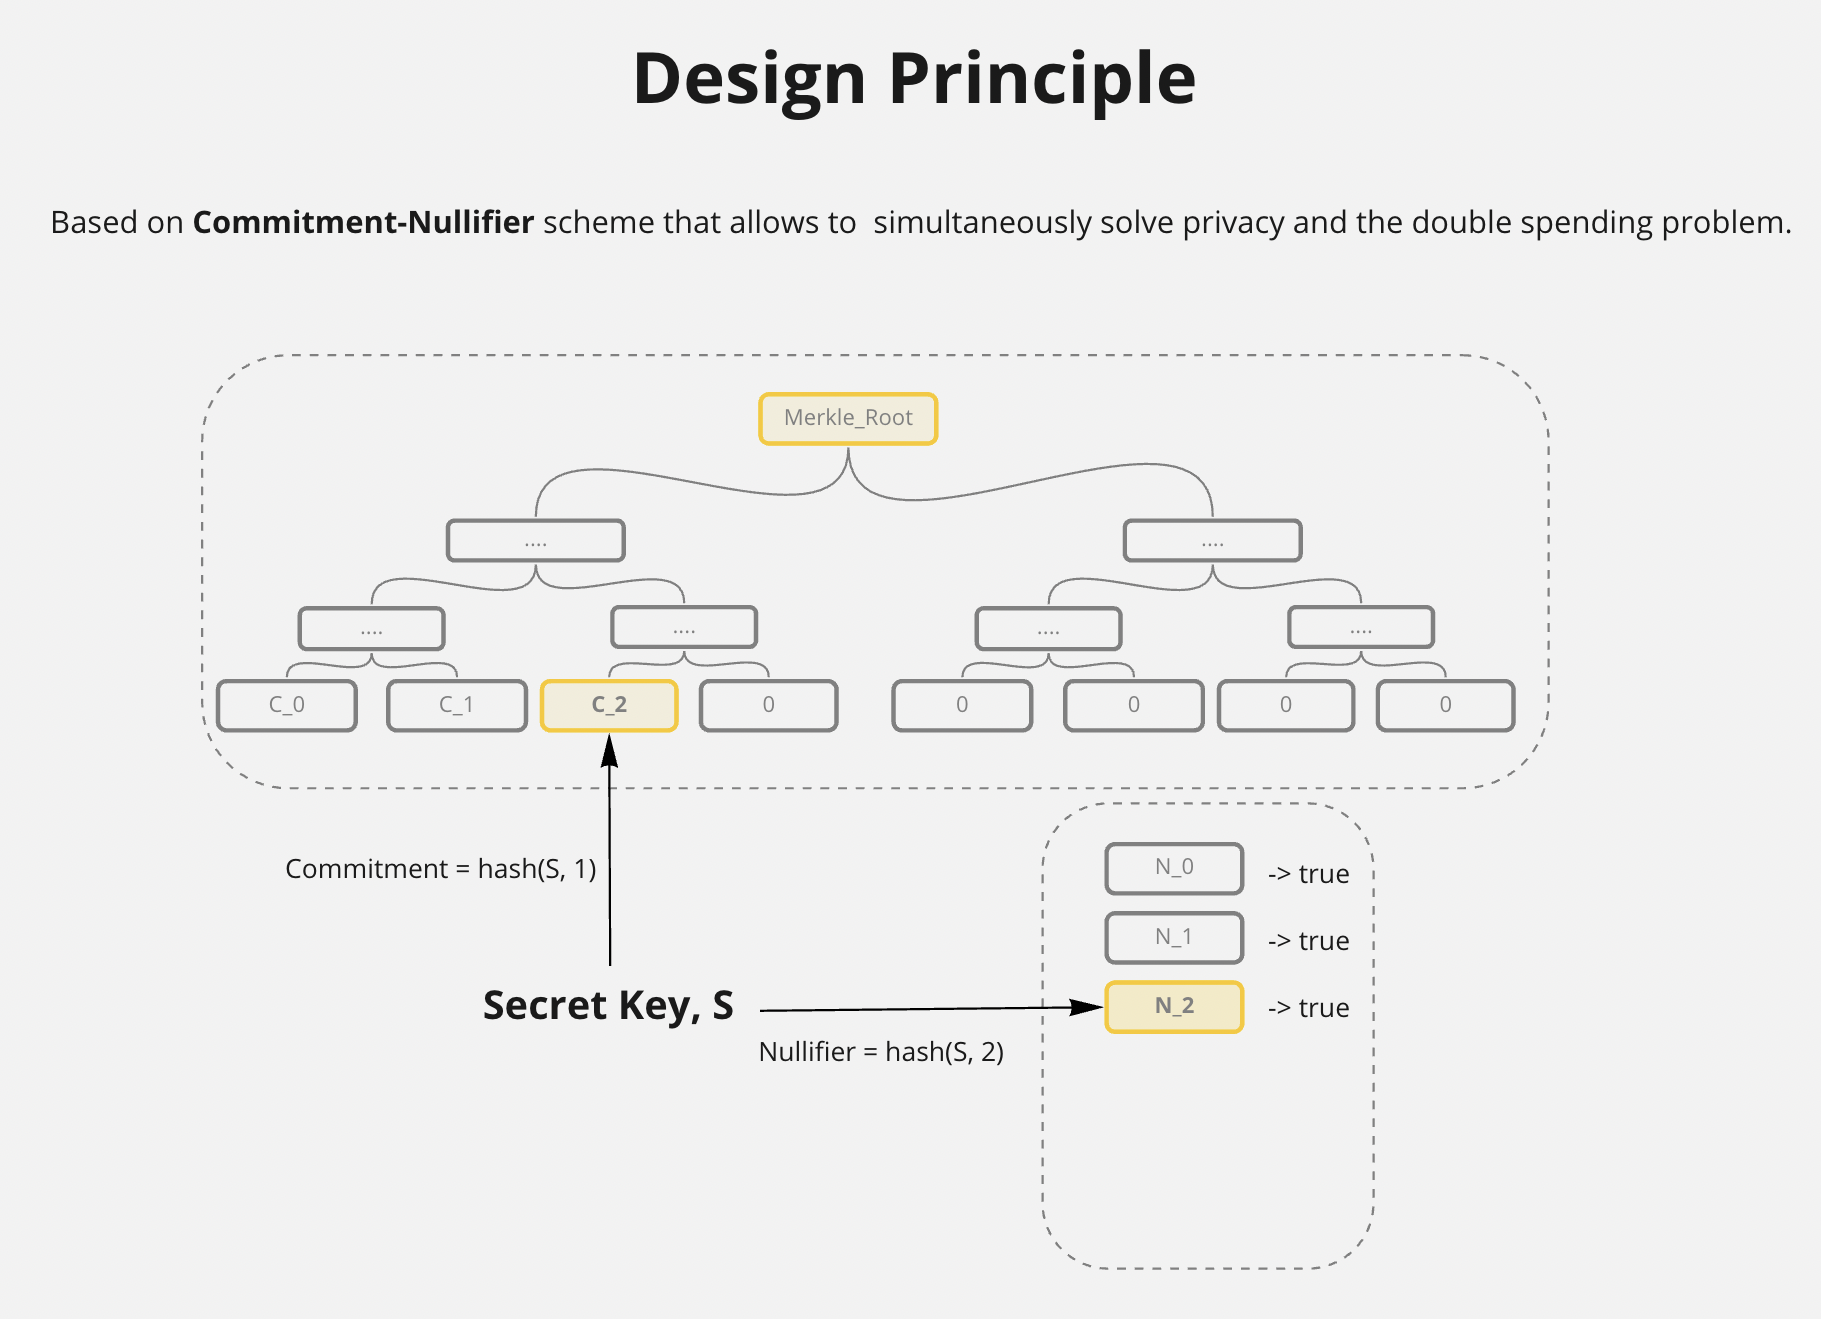 Design Principle
Based on Commitment-Nullifier scheme that allows to  simultaneously solve privacy and the double spending problem.
Merkle_Root
.... ....
.... .... .... ....
C_0 C_1 C_2 0 0 0 0 0
Commitment = hash(S, 1)
N_0 -> true
N_1 -> true
Secret Key, S N_2 -> true
Nullifier = hash(S, 2)